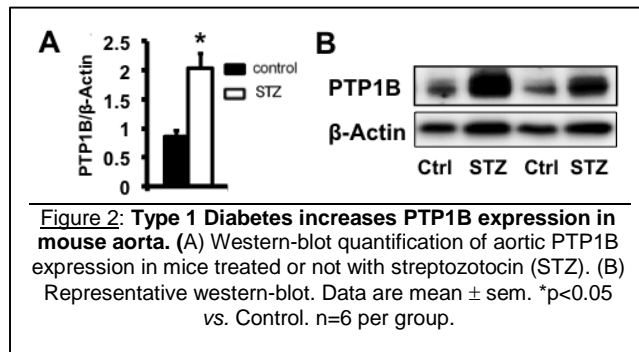 A
B
*
2.5
2
1.5
1
0.5
0
PTP1B/β-Actin
control
STZ
PTP1B
β-Actin
Ctrl STZ Ctrl STZ
Figure 2: Type 1 Diabetes increases PTP1B expression in
mouse aorta. (A) Western-blot quantification of aortic PTP1B
expression in mice treated or not with streptozotocin (STZ). (B)
Representative western-blot. Data are mean ± sem. *p<0.05
vs. Control. n=6 per group.